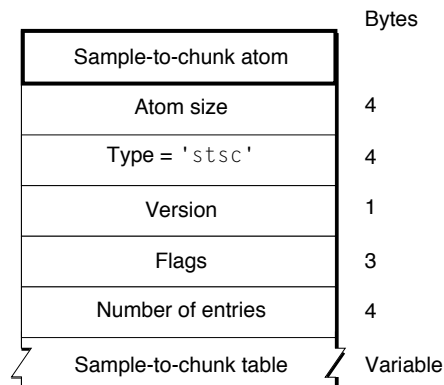 Bytes
Sample-to-chunk atom
Atom size 4
Type = 'stsc' 4
Version 1
Flags 3
Number of entries 4
Sample-to-chunk table Variable